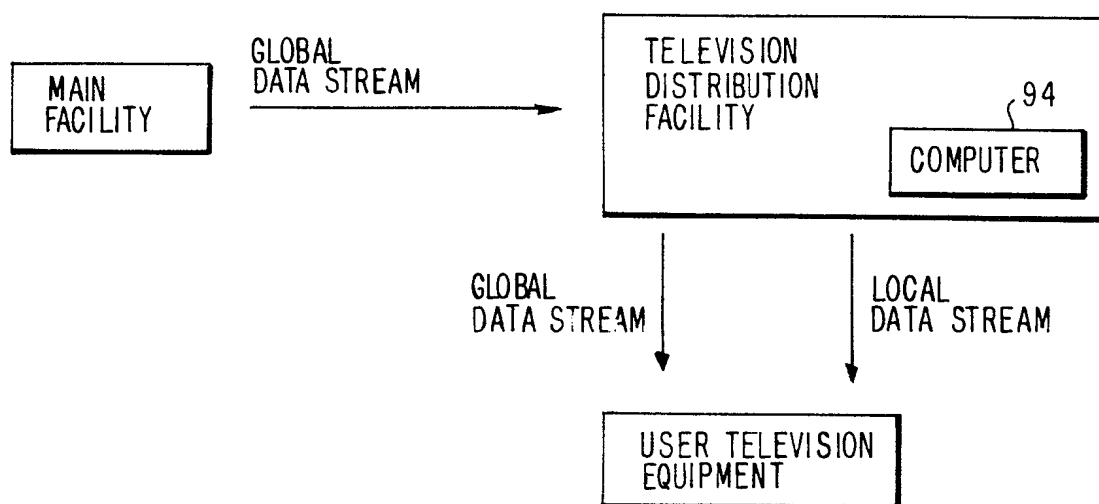 MAIN
FACILITY
GLOBAL
DATA STREAM
TELEVISION
DISTRIBUTION
FACILITY
94
COMPUTER
GLOBAL
DATA STREAM
LOCAL
DATA STREAM
USER TELEVISION
EQUIPMENT